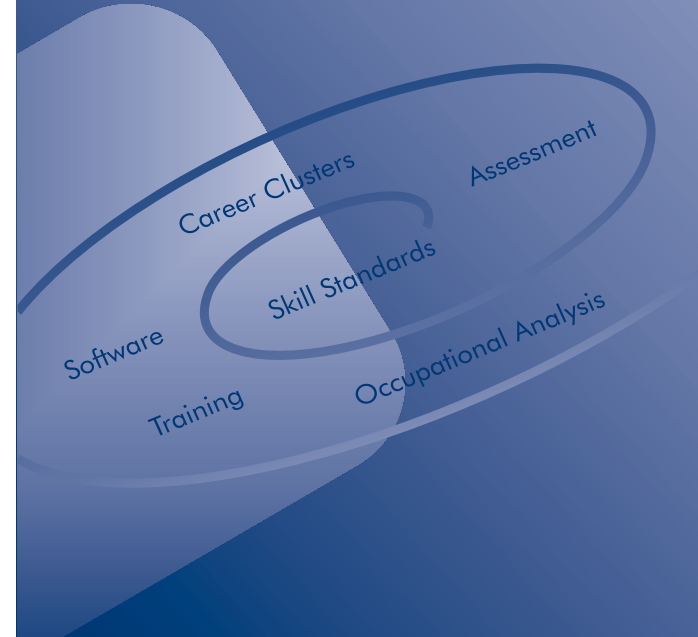 Career Clusters
Assessment
Skill Standards
Software
Occupational Analysis
Training